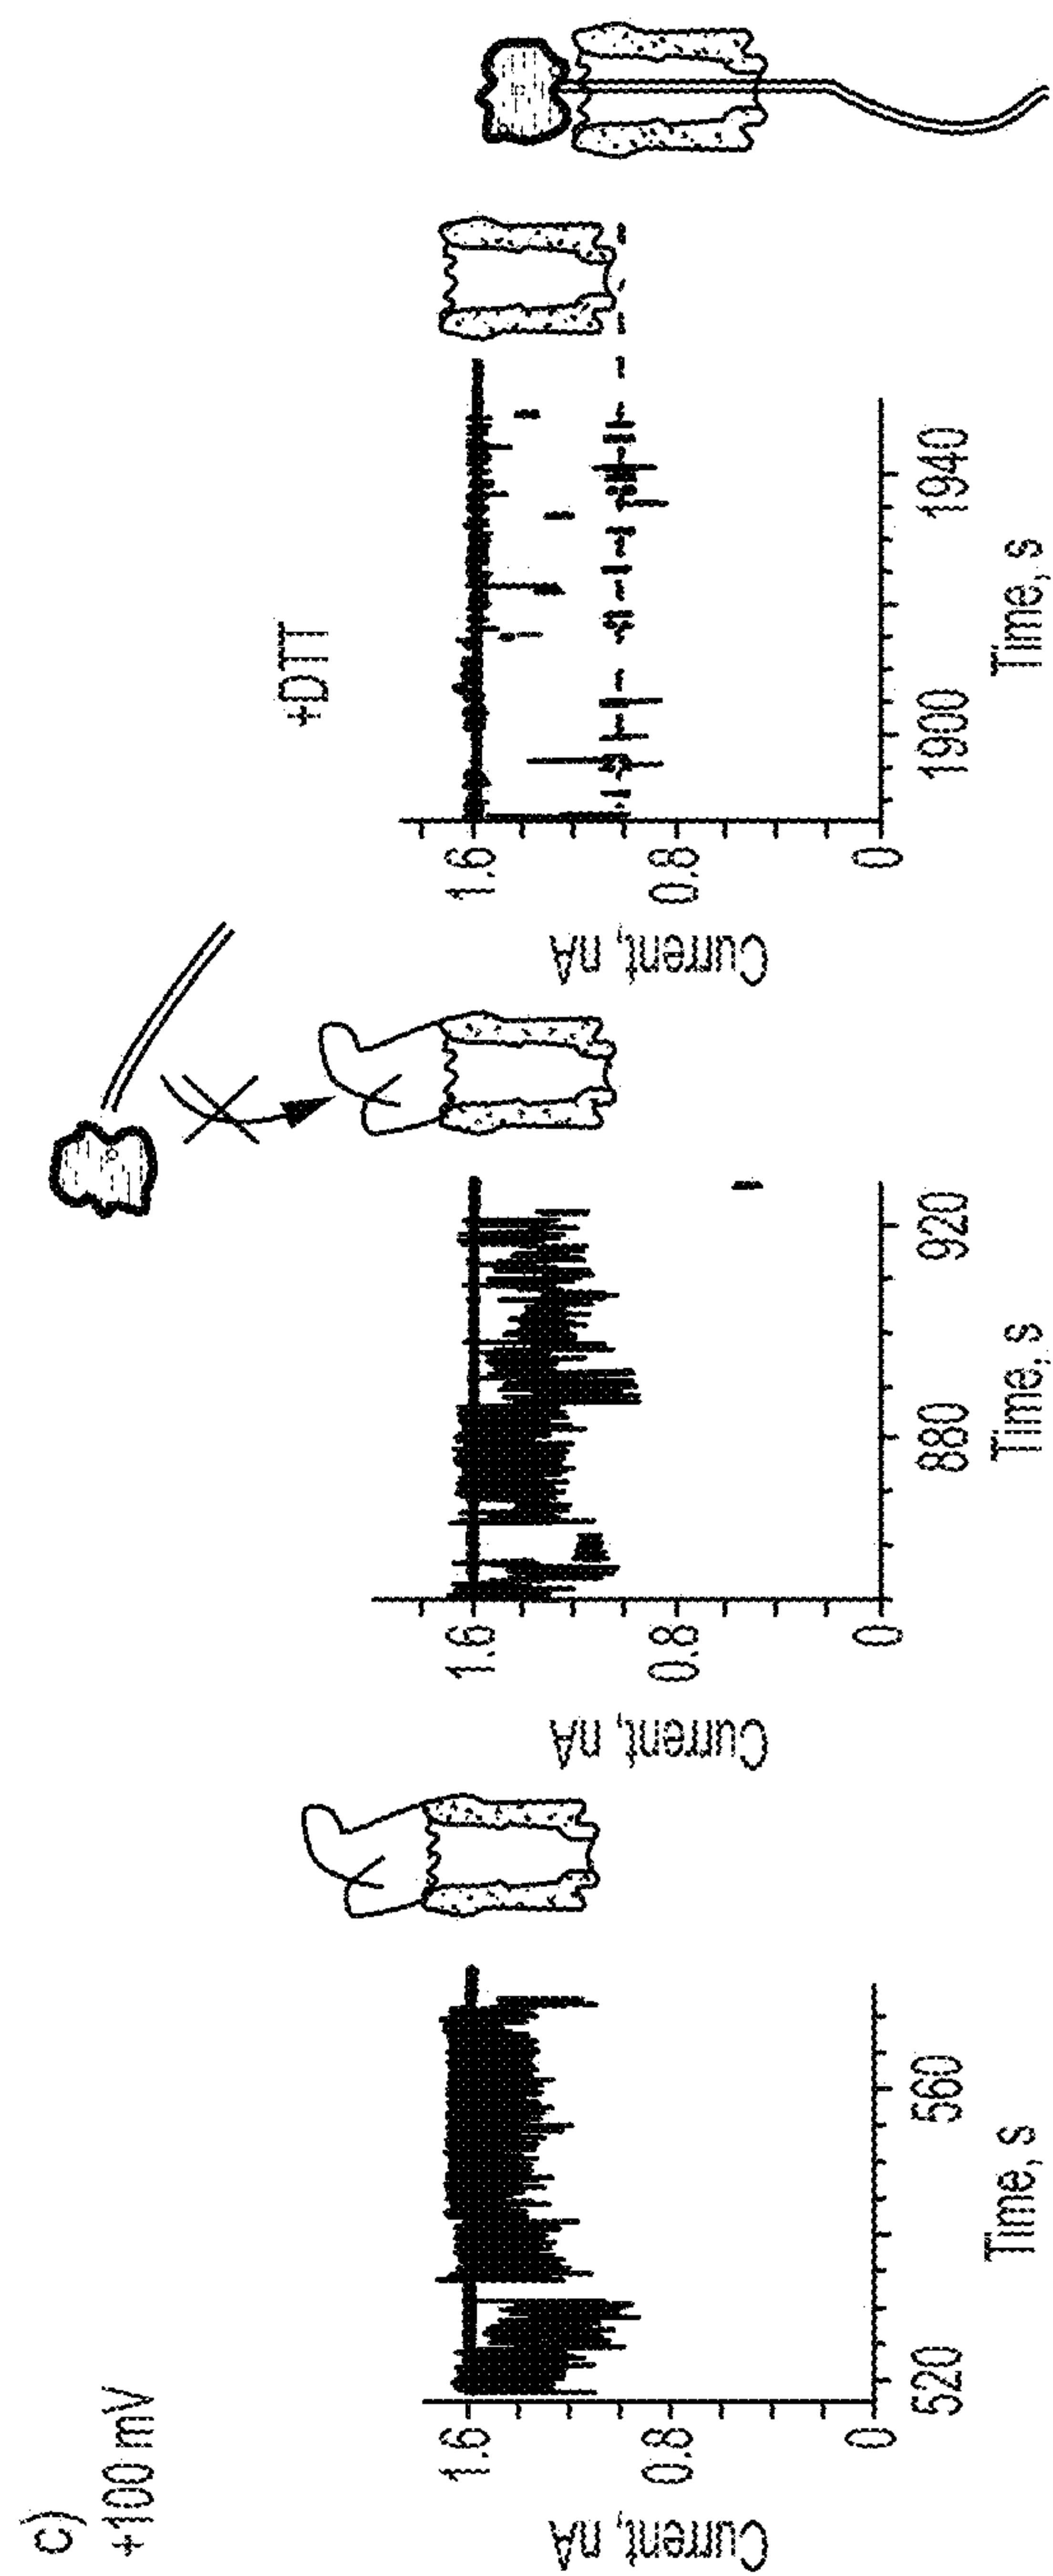 c)
+100 mV
+DTT
Current, nA
1.6
0.8
0
520
560
Time, s
Current, nA
1.6
0.8
0
880
920
Time, s
Current, nA
1.6
0.8
0
1900
1940
Time, s